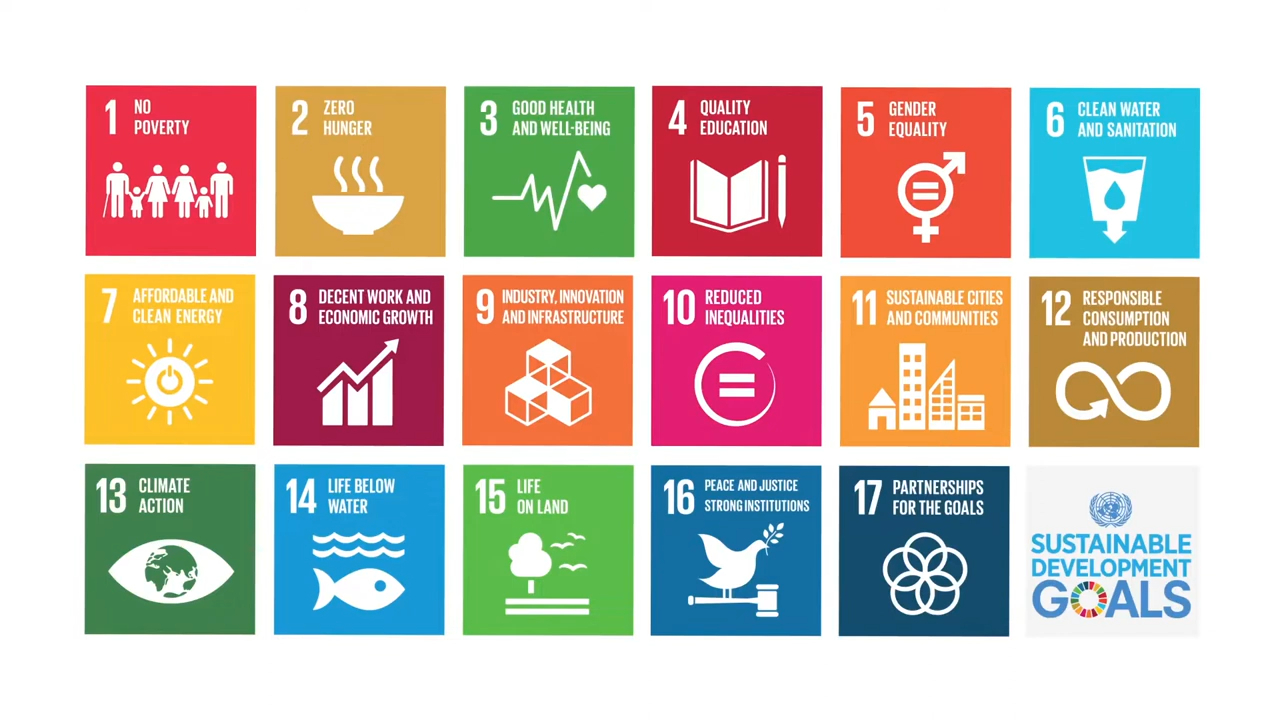 1 NO
POVERTY
2 ZERO
HUNGER
3 GOOD HEALTH
AND WELL-BEING
4 QUALITY
EDUCATION
5 GENDER
EQUALITY
6 CLEAN WATER
AND SANITATION
7 AFFORDABLE AND
CLEAN ENERGY
8 DECENT WORK AND
ECONOMIC GROWTH
9 INDUSTRY, INNOVATION
AND INFRASTRUCTURE
10 REDUCED
INEQUALITIES
11 SUSTAINABLE CITIES
AND COMMUNITIES
12 RESPONSIBLE
CONSUMPTION
AND PRODUCTION
13 CLIMATE
ACTION
14 LIFE BELOW
WATER
15 LIFE
ON LAND
16 PEACE AND JUSTICE
STRONG INSTITUTIONS
17 PARTNERSHIPS
FOR THE GOALS
SUSTAINABLE
DEVELOPMENT
GOALS